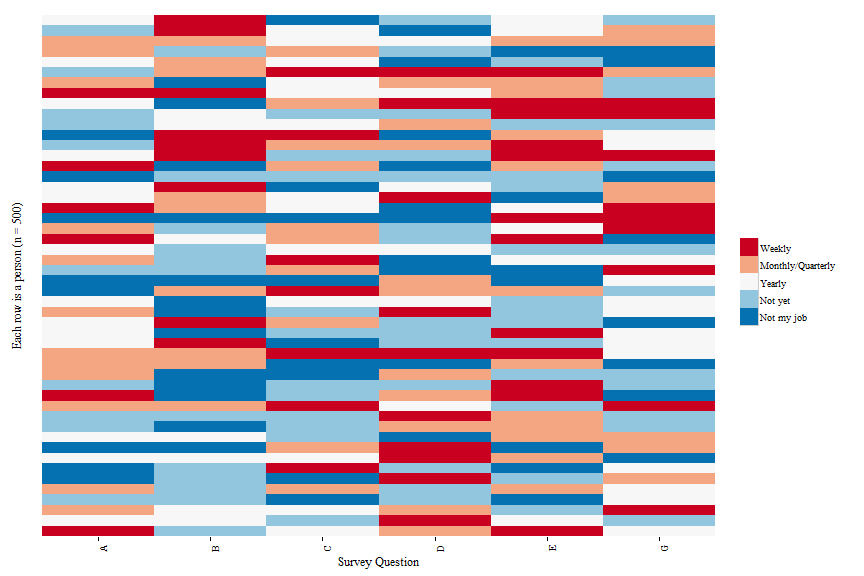 Each row is a person (n = 500)
Weekly
Monthly/Quarterly
Yearly
Not yet
Not my job
A
B
C
D
E
G
Survey Question